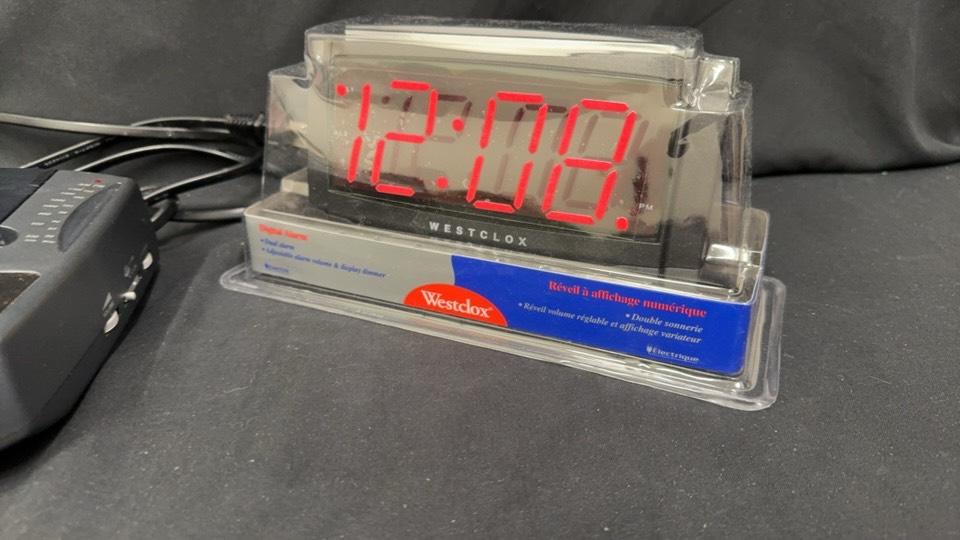 12:08
PM
WESTCLOX
Digital Alarm
• Dual alarm
• Adjustable alarm volume & display dimmer
Westclox
Réveil à affichage numérique
• Double sonnerie
• Réveil volume réglable et affichage variateur
Électrique